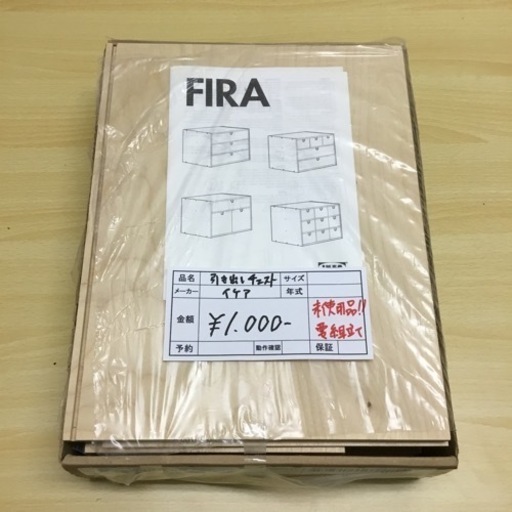 FIRA
IKEA
品名 引き出しチェスト サイズ
メーカー イケア 年式
金額 ¥1.000-
未使用品!!
要組立て
予約 動作確認 保証